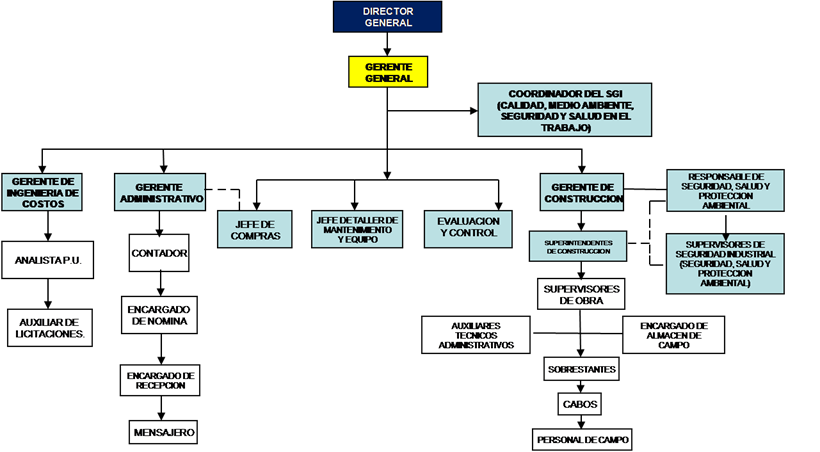 DIRECTOR
GENERAL
GERENTE
GENERAL
COORDINADOR DEL SGI
(CALIDAD, MEDIO AMBIENTE,
SEGURIDAD Y SALUD EN EL
TRABAJO)
GERENTE DE
INGENIERIA DE
COSTOS
GERENTE
ADMINISTRATIVO
JEFE DE
COMPRAS
JEFE DE TALLER DE
MANTENIMIENTO
Y EQUIPO
EVALUACION
Y CONTROL
GERENTE DE
CONSTRUCCION
RESPONSABLE DE
SEGURIDAD, SALUD Y
PROTECCION
AMBIENTAL
ANALISTA P.U.
CONTADOR
SUPERINTENDENTES
DE CONSTRUCCION
SUPERVISORES DE
SEGURIDAD INDUSTRIAL
(SEGURIDAD, SALUD Y
PROTECCION
AMBIENTAL)
AUXILIAR DE
LICITACIONES.
ENCARGADO
DE NOMINA
SUPERVISORES
DE OBRA
AUXILIARES
TECNICOS
ADMINISTRATIVOS
ENCARGADO DE
ALMACEN DE
CAMPO
ENCARGADO DE
RECEPCION
SOBRESTANTES
MENSAJERO
CABOS
PERSONAL DE CAMPO